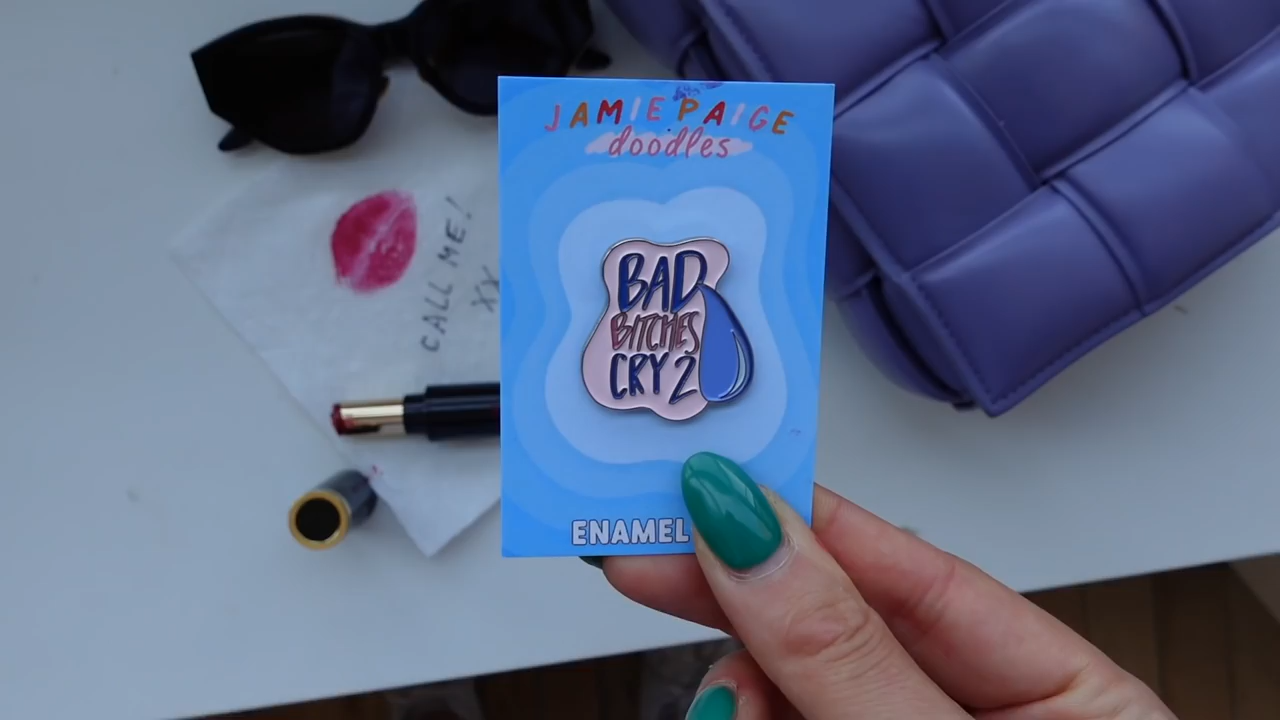 JAMIE PAIGE
doodles
BAD
BITCHES
CRY 2
ENAMEL
CALL ME!
XX